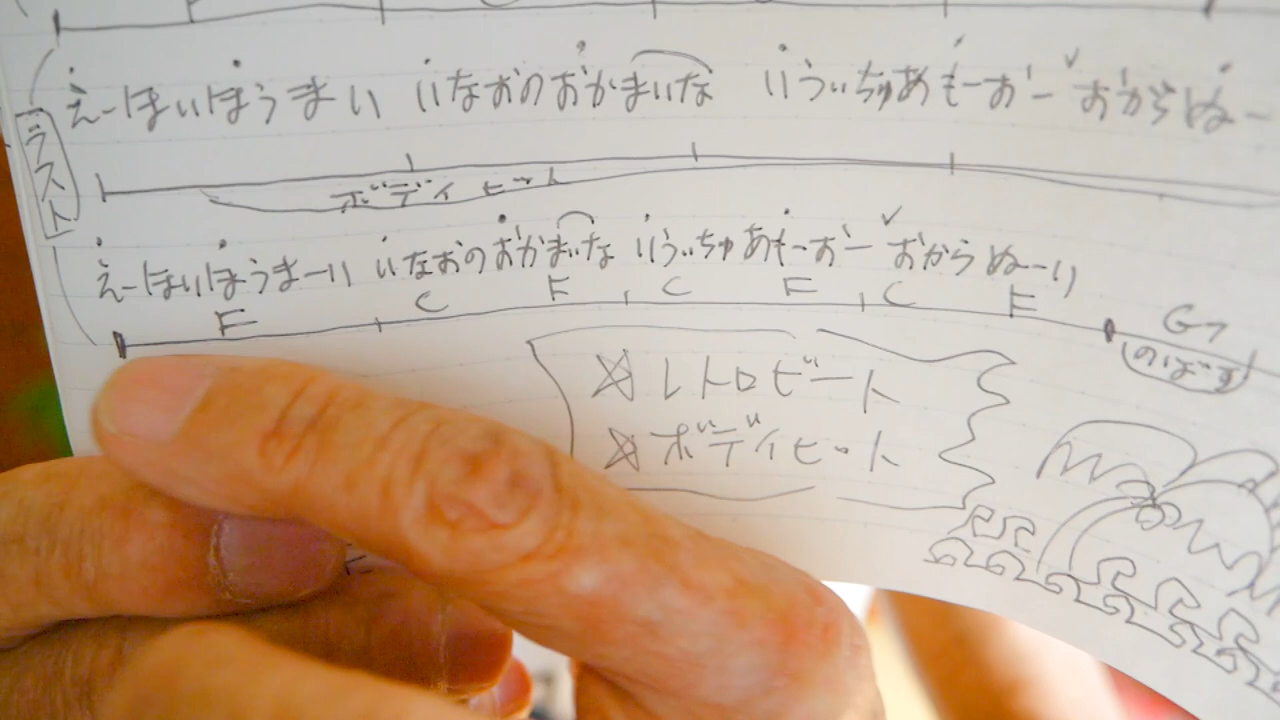 ラスト
えーほいほうまい いなおのおかまいな いういちゅあもーおーおからぬー
ボディヒット
えーほいほうまーい いなおのおかまいな いういちゅあもーおーおからぬーい
F C F C F C F G7
のばす
☆レトロビート
☆ボディヒット